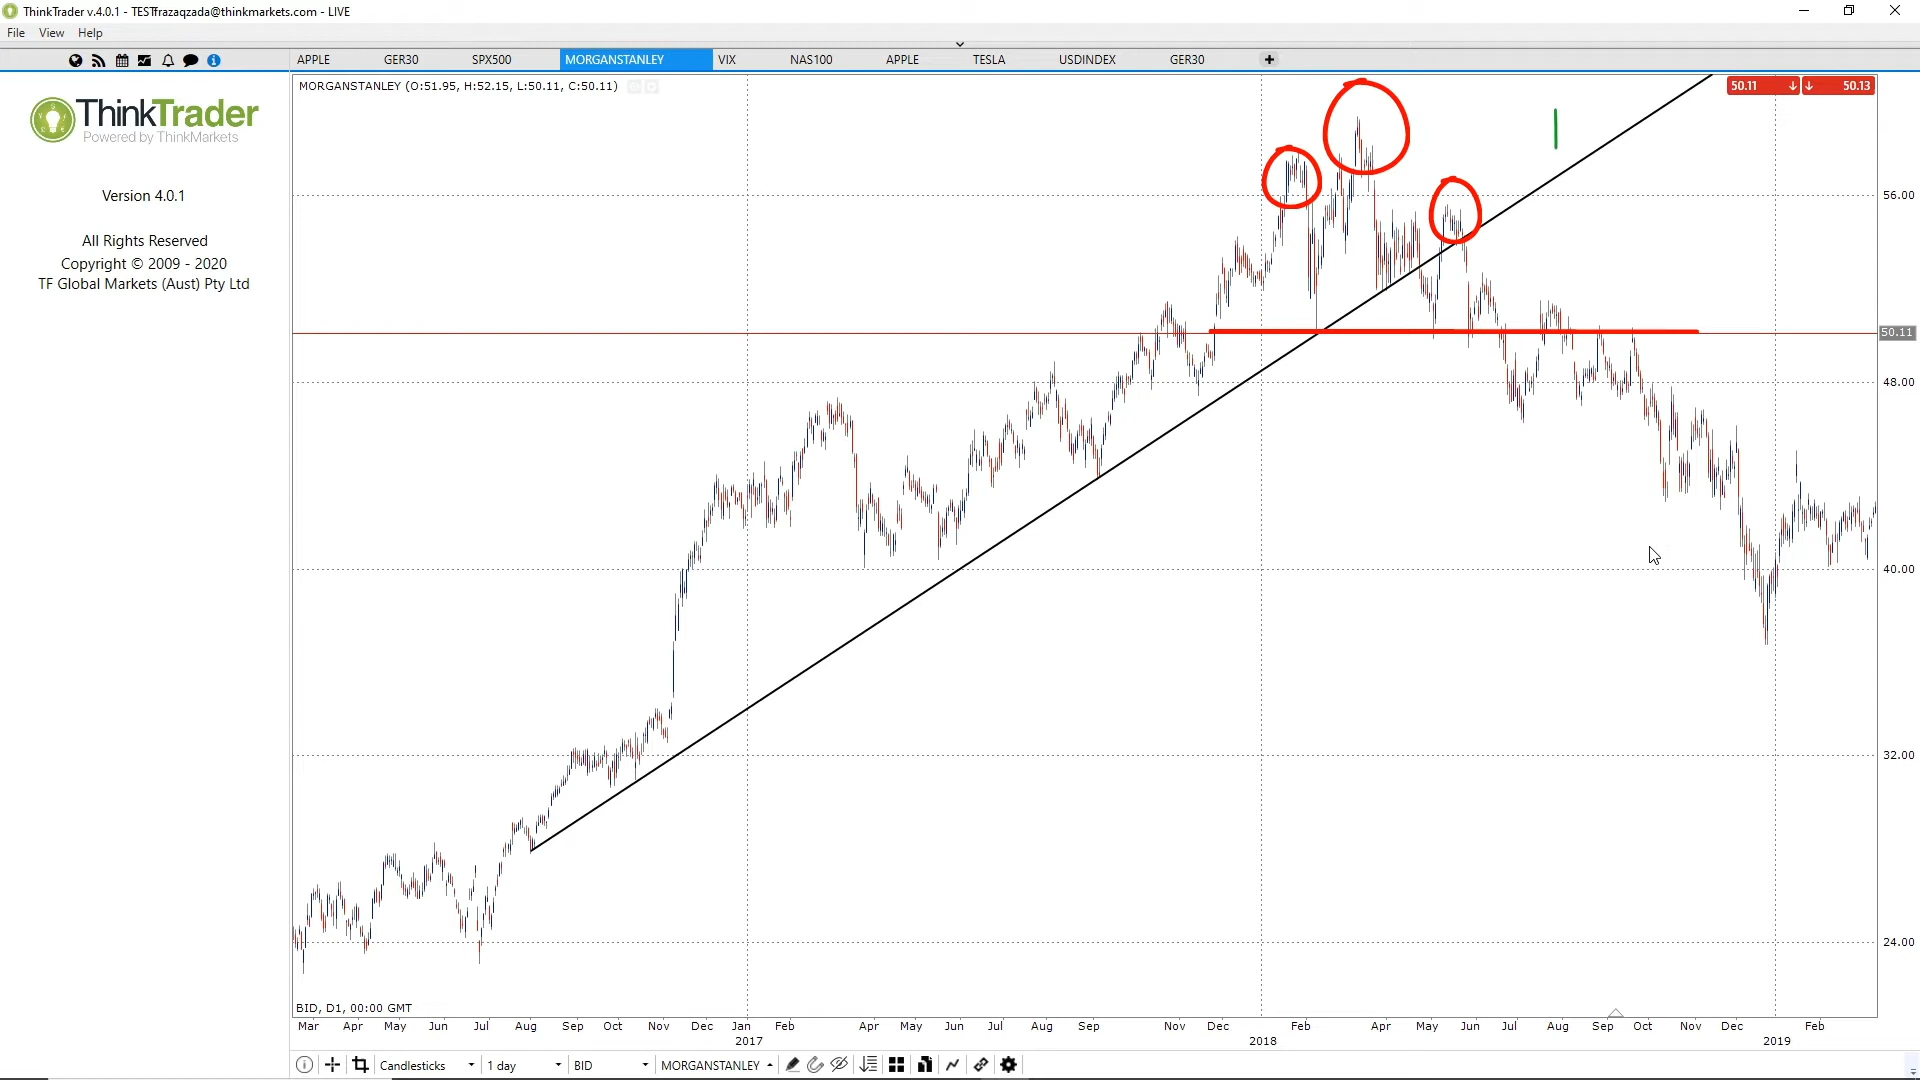 ThinkTrader v.4.0.1 - TESTfrazaqzada@thinkmarkets.com - LIVE
File View Help
APPLE GER30 SPX500 MORGANSTANLEY VIX NAS100 APPLE TESLA USDINDEX GER30
MORGANSTANLEY (O:51.95, H:52.15, L:50.11, C:50.11)
50.11 50.13
ThinkTrader
Powered by ThinkMarkets
Version 4.0.1
All Rights Reserved
Copyright © 2009 - 2020
TF Global Markets (Aust) Pty Ltd
56.00
50.11
48.00
40.00
32.00
24.00
BID, D1, 00:00 GMT
Mar Apr May Jun Jul Aug Sep Oct Nov Dec Jan Feb Apr May Jun Jul Aug Sep Nov Dec Feb Apr May Jun Jul Aug Sep Oct Nov Dec Feb
2017 2018 2019
Candlesticks 1 day BID MORGANSTANLEY